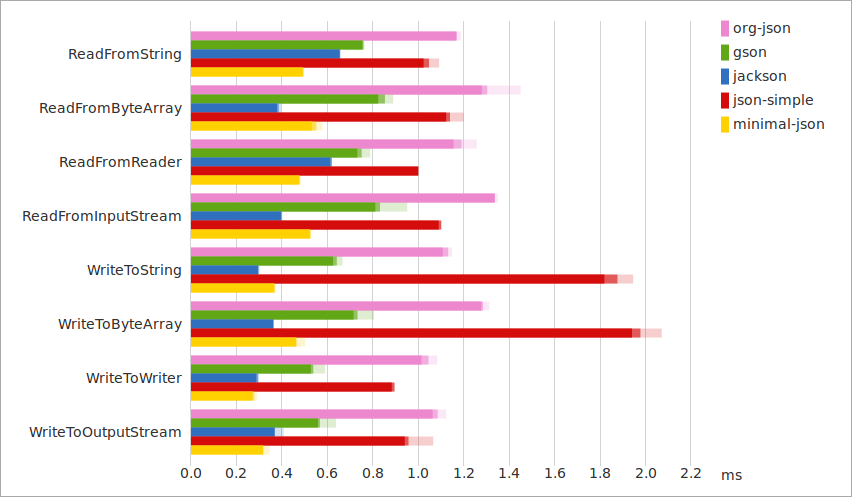 org-json
gson
jackson
json-simple
minimal-json
ReadFromString
ReadFromByteArray
ReadFromReader
ReadFromInputStream
WriteToString
WriteToByteArray
WriteToWriter
WriteToOutputStream
0.0 0.2 0.4 0.6 0.8 1.0 1.2 1.4 1.6 1.8 2.0 2.2 ms